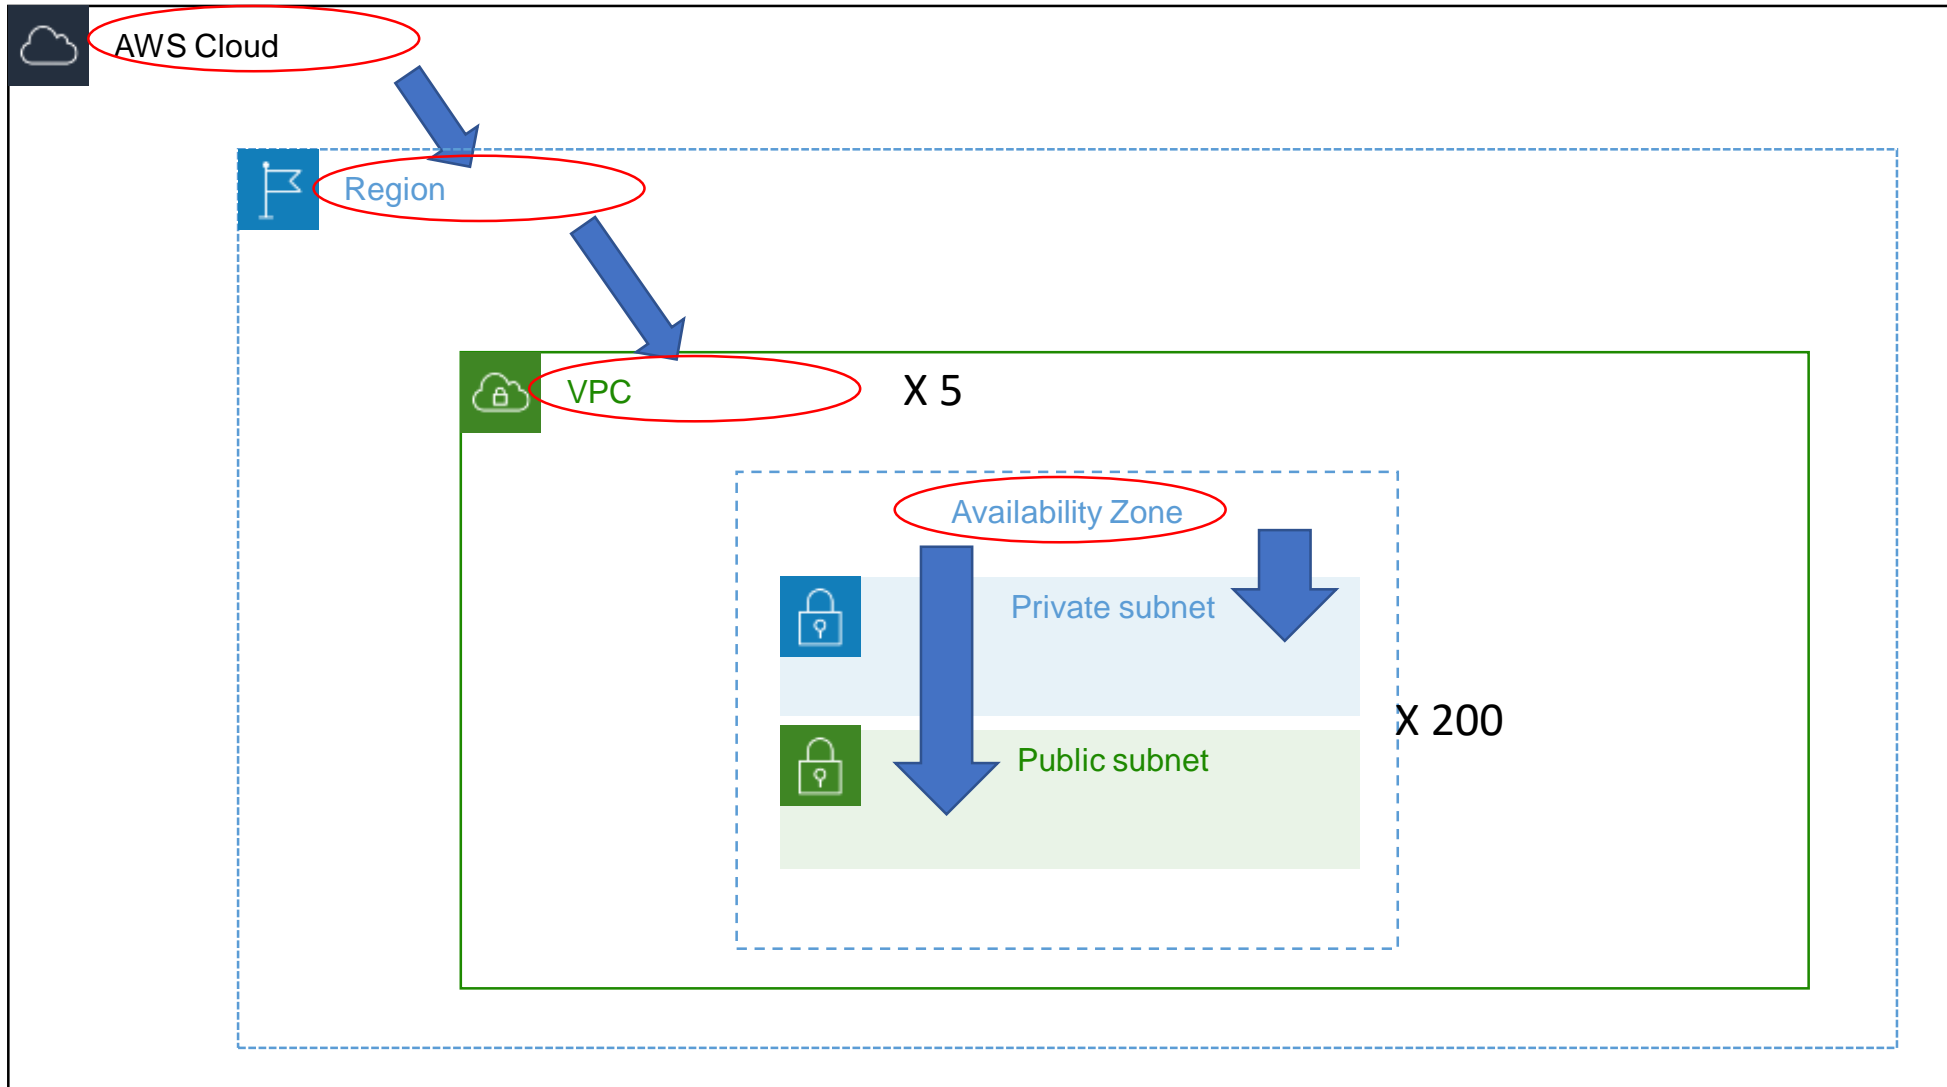 AWS Cloud
Region
VPC
X 5
Availability Zone
Private subnet
X 200
Public subnet